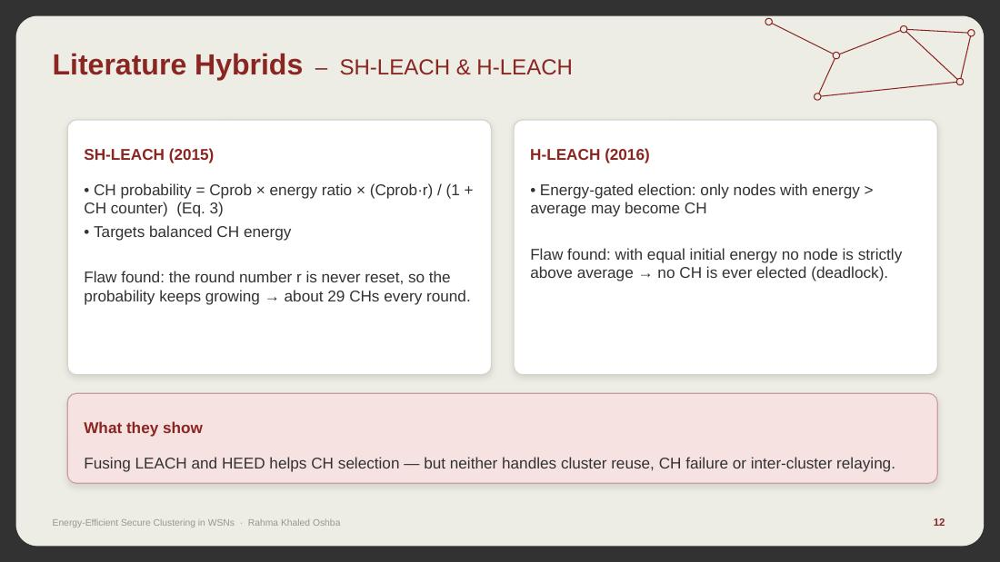 Literature Hybrids – SH-LEACH & H-LEACH
SH-LEACH (2015)
• CH probability = Cprob × energy ratio × (Cprob·r) / (1 +
CH counter)  (Eq. 3)
• Targets balanced CH energy
Flaw found: the round number r is never reset, so the
probability keeps growing → about 29 CHs every round.
H-LEACH (2016)
• Energy-gated election: only nodes with energy >
average may become CH
Flaw found: with equal initial energy no node is strictly
above average → no CH is ever elected (deadlock).
What they show
Fusing LEACH and HEED helps CH selection — but neither handles cluster reuse, CH failure or inter-cluster relaying.
Energy-Efficient Secure Clustering in WSNs · Rahma Khaled Oshba
12